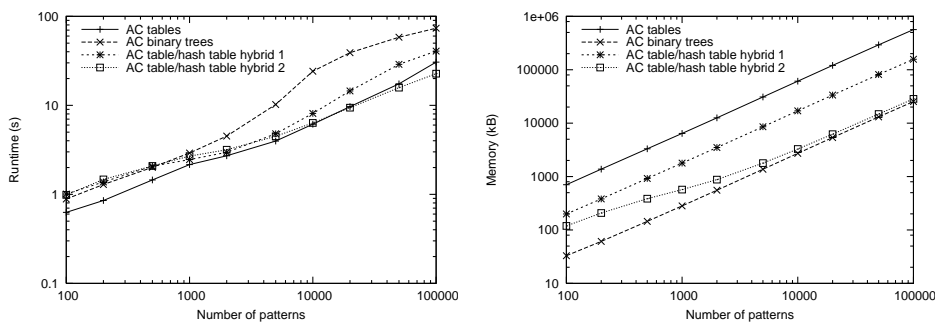 100
10
1
0.1
Runtime (s)
AC tables
AC binary trees
AC table/hash table hybrid 1
AC table/hash table hybrid 2
100
1000
10000
100000
Number of patterns
1e+06
100000
10000
1000
100
10
Memory (kB)
AC tables
AC binary trees
AC table/hash table hybrid 1
AC table/hash table hybrid 2
100
1000
10000
100000
Number of patterns